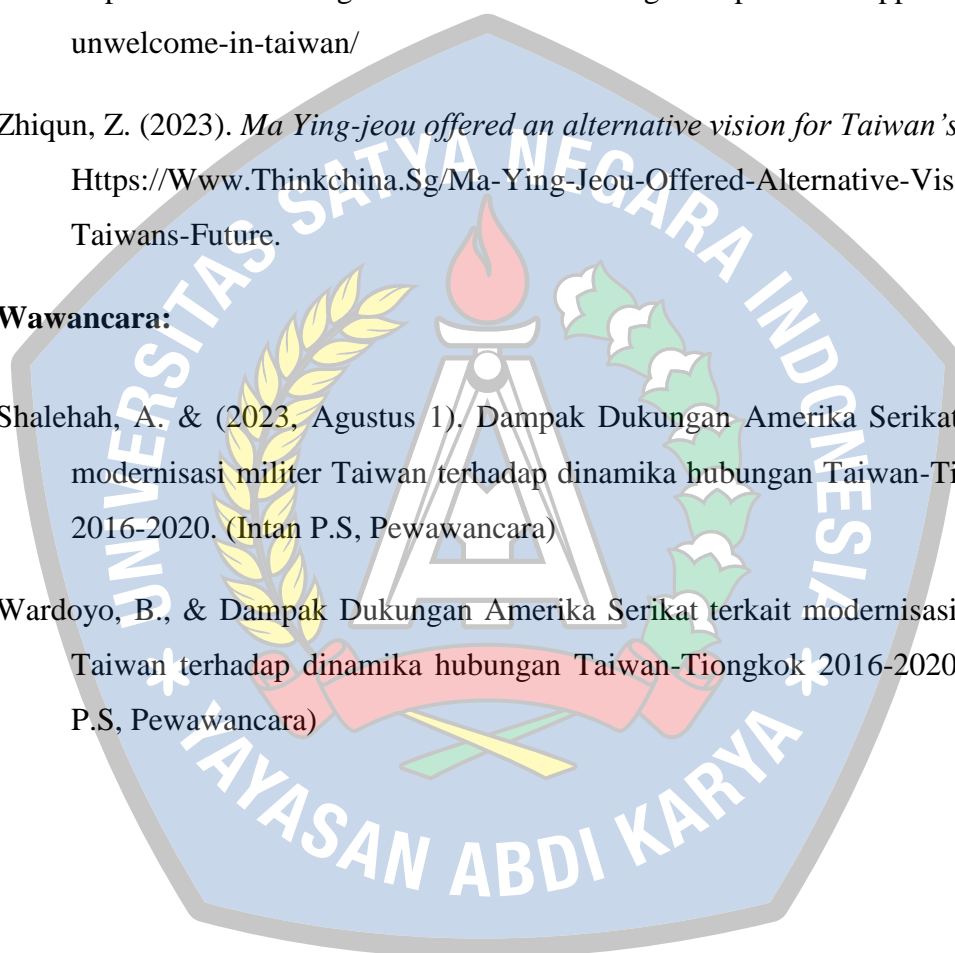 unwelcome-in-taiwan/
Zhiqun, Z. (2023). Ma Ying-jeou offered an alternative vision for Taiwan's
Https://Www.Thinkchina.Sg/Ma-Ying-Jeou-Offered-Alternative-Vis
Taiwans-Future.
Wawancara:
Shalehah, A. & (2023, Agustus 1). Dampak Dukungan Amerika Serikat
modernisasi militer Taiwan terhadap dinamika hubungan Taiwan-Ti
2016-2020. (Intan P.S, Pewawancara)
Wardoyo, B., & Dampak Dukungan Amerika Serikat terkait modernisasi
Taiwan terhadap dinamika hubungan Taiwan-Tiongkok 2016-2020
P.S, Pewawancara)
UNIVERSITAS SATYA NEGARA INDONESIA
* YAYASAN ABDI KARYA *